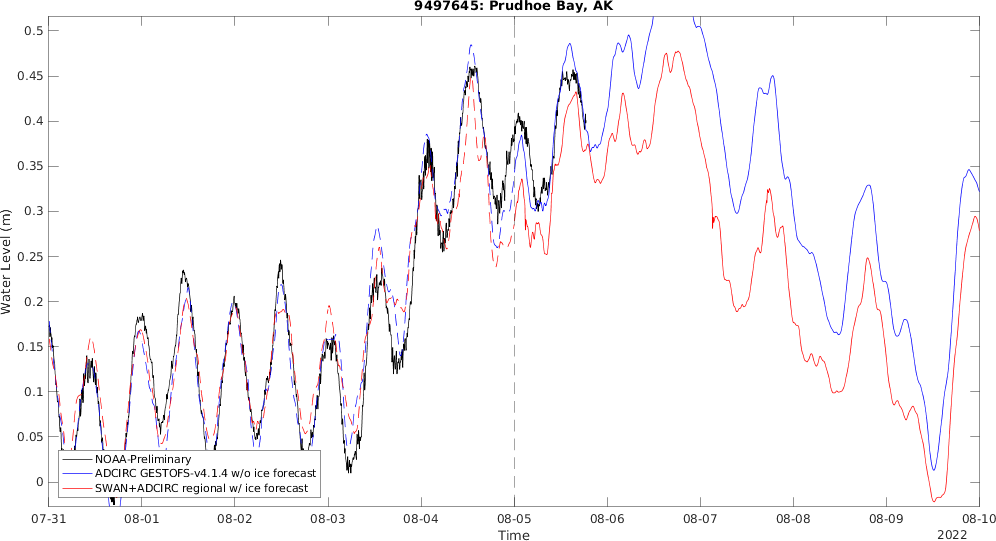 9497645: Prudhoe Bay, AK
0.5
0.45
0.4
0.35
0.3
0.25
0.2
0.15
0.1
0.05
0
Water Level (m)
NOAA-Preliminary
ADCIRC GESTOFS-v4.1.4 w/o ice forecast
SWAN+ADCIRC regional w/ ice forecast
07-31 08-01 08-02 08-03 08-04 08-05 08-06 08-07 08-08 08-09 08-10
Time
2022